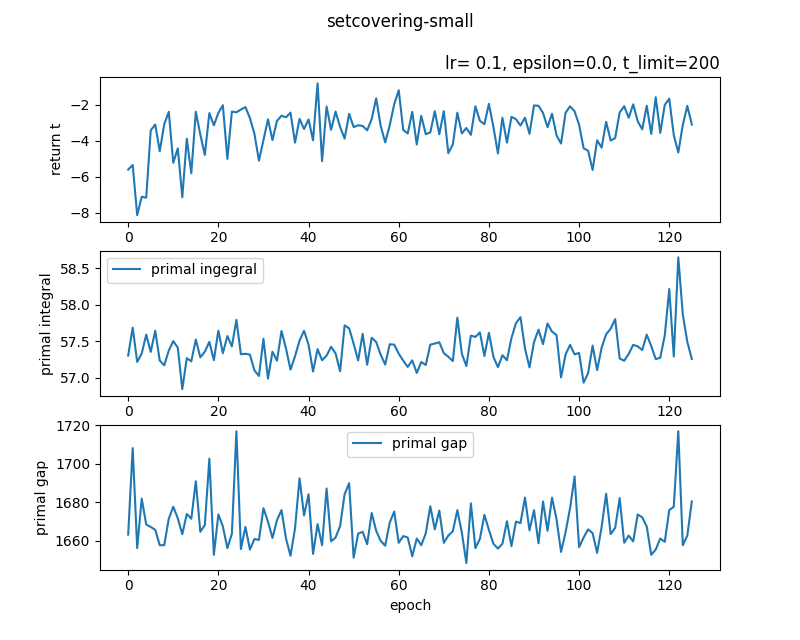 setcovering-small
lr= 0.1, epsilon=0.0, t_limit=200
return t
−2
−4
−6
−8
0 20 40 60 80 100 120
primal integral
58.5
58.0
57.5
57.0
primal ingegral
0 20 40 60 80 100 120
primal gap
1720
1700
1680
1660
primal gap
0 20 40 60 80 100 120
epoch